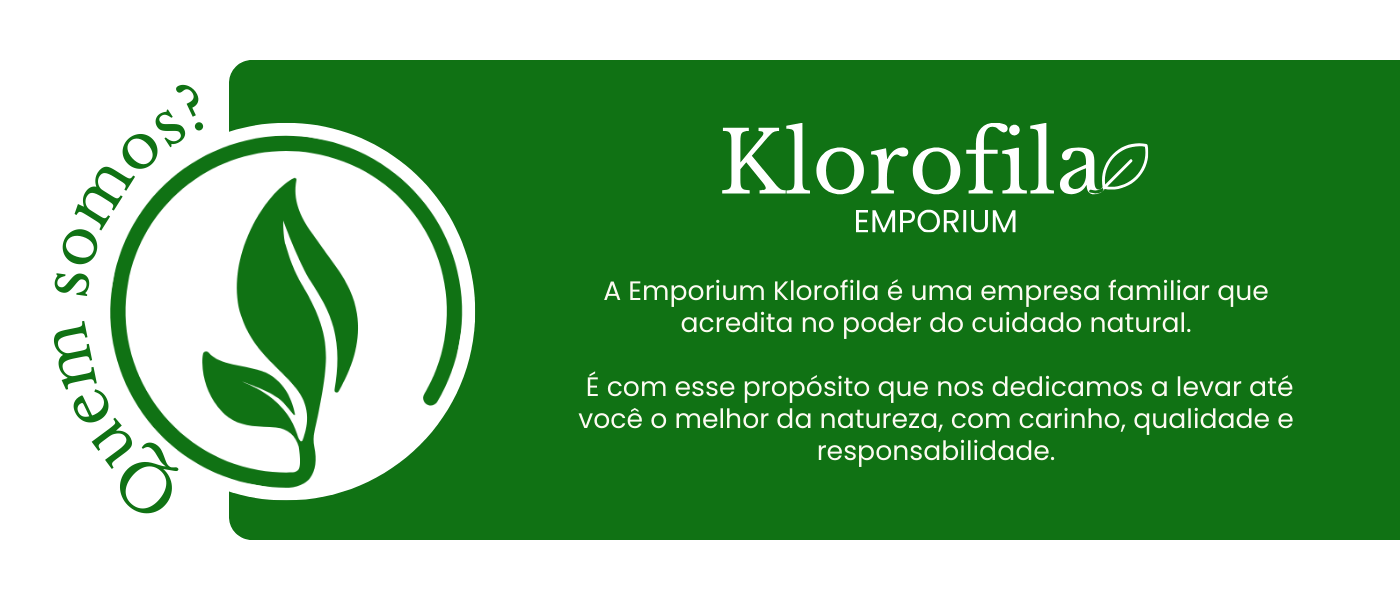 Quem somos?
Klorofila
EMPORIUM
A Emporium Klorofila é uma empresa familiar que
acredita no poder do cuidado natural.
É com esse propósito que nos dedicamos a levar até
você o melhor da natureza, com carinho, qualidade e
responsabilidade.